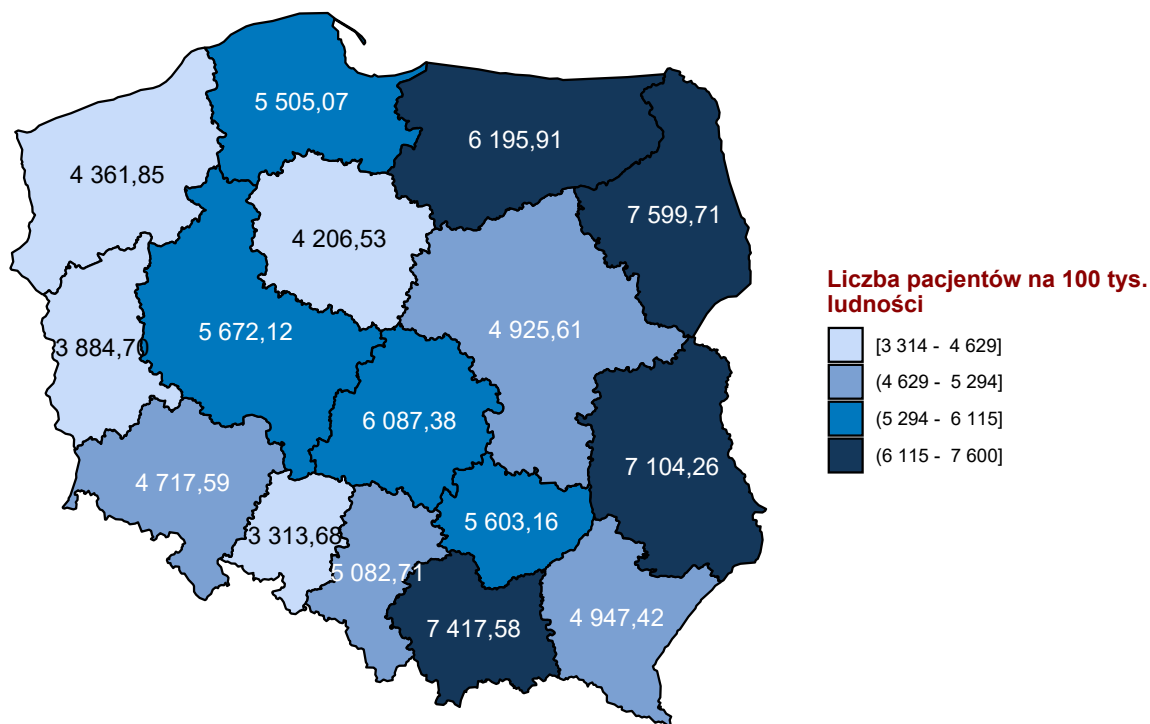 5 505,07
6 195,91
4 361,85
7 599,71
4 206,53
5 672,12
4 925,61
3 884,70
6 087,38
7 104,26
4 717,59
5 603,16
3 313,68
5 082,71
4 947,42
7 417,58
Liczba pacjentów na 100 tys.
ludności
[3 314 - 4 629]
(4 629 - 5 294]
(5 294 - 6 115]
(6 115 - 7 600]